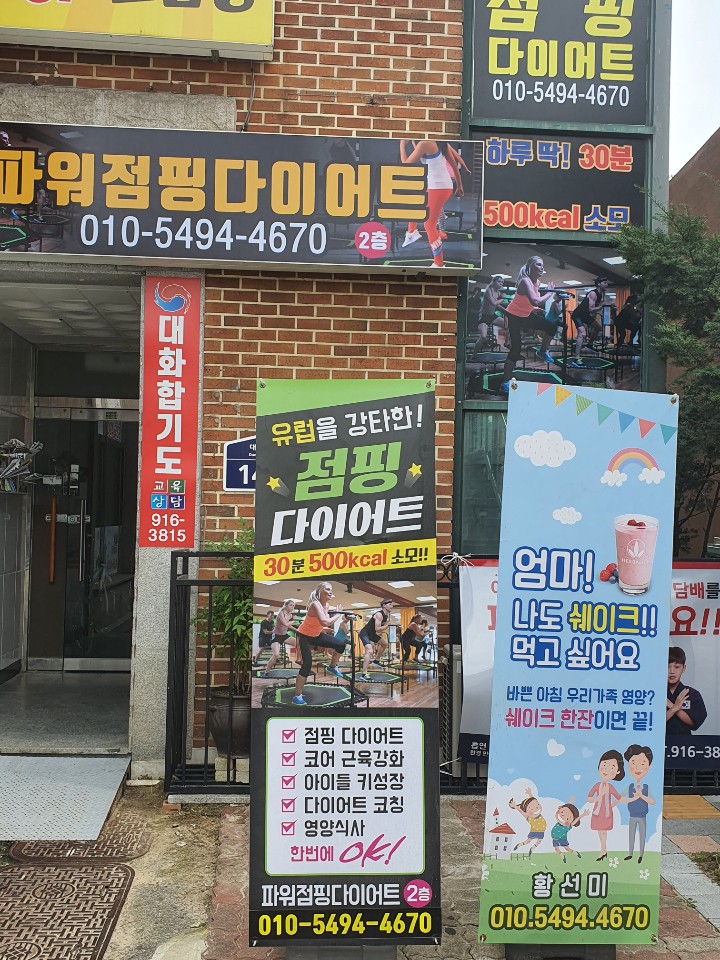 점핑
다이어트
010-5494-4670
하루 딱! 30분
500kcal 소모
파워점핑다이어트
010-5494-4670
2층
대화합기도
교육
상담
916-
3815
14
유럽을 강타한!
점핑
다이어트
30분 500kcal 소모!!
점핑 다이어트
코어 근육강화
아이들 키성장
다이어트 코칭
영양식사
한번에 OK!
파워점핑다이어트 2층
010-5494-4670
엄마!
나도 쉐이크!!
먹고 싶어요
바쁜 아침 우리가족 영양?
쉐이크 한잔이면 끝!
황선미
010.5494.4670
담배를
요!!